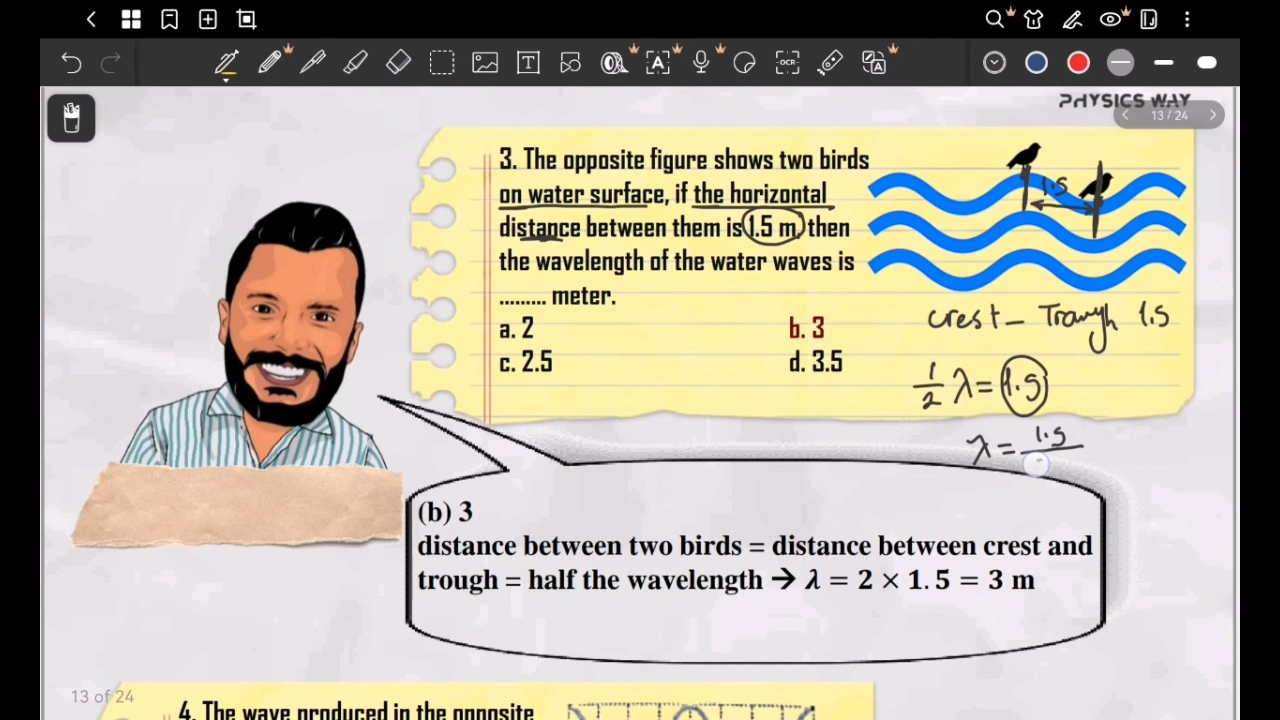 OCR
PHYSICS WAY
13 / 24
3. The opposite figure shows two birds
on water surface, if the horizontal
distance between them is 1.5 m, then
the wavelength of the water waves is
......... meter.
a. 2
b. 3
c. 2.5
d. 3.5
1.5
crest - Trough 1.5
1/2 λ = 1.5
λ = 1.5
(b) 3
distance between two birds = distance between crest and
trough = half the wavelength → λ = 2 × 1.5 = 3 m
13 of 24
4. The wave produced in the opposite